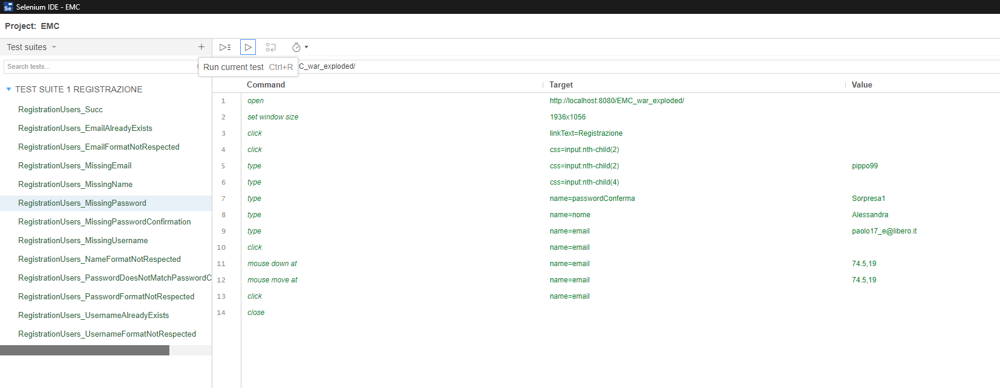 Selenium IDE - EMC
Project: EMC
Test suites
+
Search tests...
Run current test Ctrl+R
C_war_exploded/
TEST SUITE 1 REGISTRAZIONE
RegistrationUsers_Succ
RegistrationUsers_EmailAlreadyExists
RegistrationUsers_EmailFormatNotRespected
RegistrationUsers_MissingEmail
RegistrationUsers_MissingName
RegistrationUsers_MissingPassword
RegistrationUsers_MissingPasswordConfirmation
RegistrationUsers_MissingUsername
RegistrationUsers_NameFormatNotRespected
RegistrationUsers_PasswordDoesNotMatchPasswordC
RegistrationUsers_PasswordFormatNotRespected
RegistrationUsers_UsernameAlreadyExists
RegistrationUsers_UsernameFormatNotRespected
Command Target Value
1 open http://localhost:8080/EMC_war_exploded/
2 set window size 1936x1056
3 click linkText=Registrazione
4 click css=input:nth-child(2)
5 type css=input:nth-child(2) pippo99
6 type css=input:nth-child(4)
7 type name=passwordConferma Sorpresa1
8 type name=nome Alessandra
9 type name=email paolo17_e@libero.it
10 click name=email
11 mouse down at name=email 74.5,19
12 mouse move at name=email 74.5,19
13 click name=email
14 close